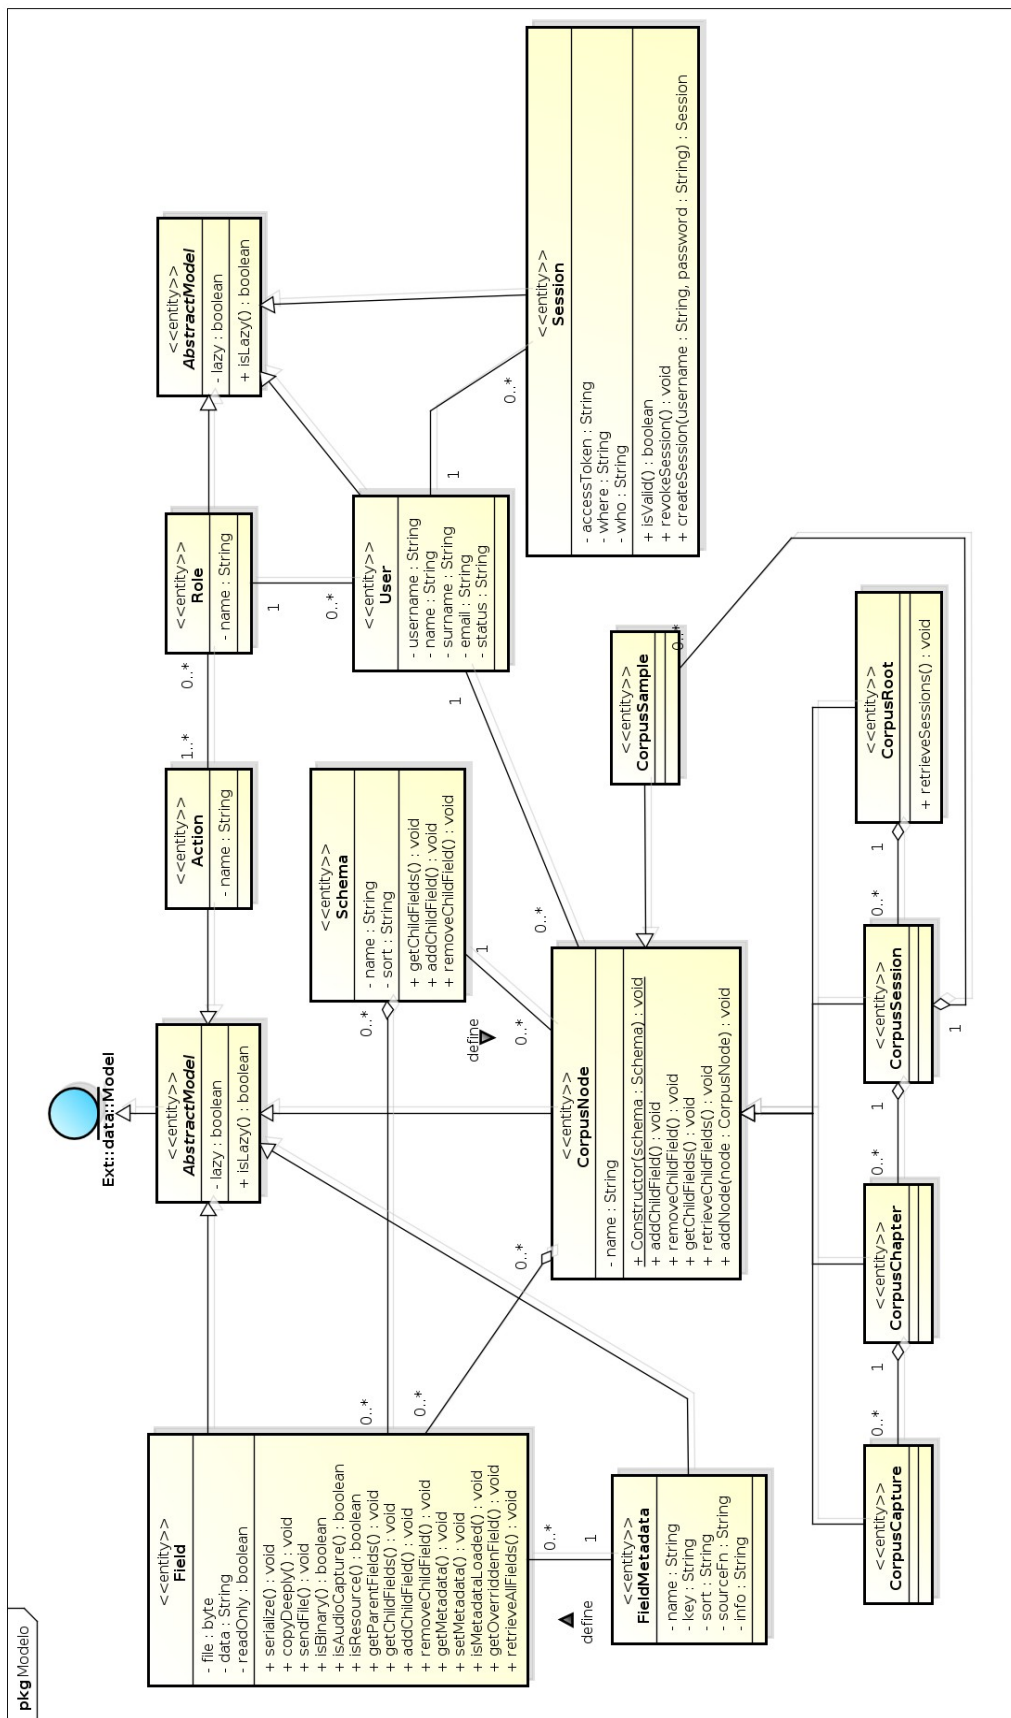 pkg Modelo
Ext::data::Model
<<entity>>
Field
- file : byte
- data : String
- readOnly : boolean
+ serialize() : void
+ copyDeeply() : void
+ sendFile() : void
+ isBinary() : boolean
+ isAudioCapture() : boolean
+ isResource() : boolean
+ getParentFields() : void
+ getChildFields() : void
+ addChildField() : void
+ removeChildField() : void
+ getMetadata() : void
+ setMetadata() : void
+ isMetadataLoaded() : void
+ getOverriddenField() : void
+ retrieveAllFields() : void
<<entity>>
AbstractModel
- lazy : boolean
+ isLazy() : boolean
<<entity>>
Action
- name : String
1..*
0..*
<<entity>>
Role
- name : String
<<entity>>
AbstractModel
- lazy : boolean
+ isLazy() : boolean
1
0..*
<<entity>>
Schema
- name : String
- sort : String
+ getChildFields() : void
+ addChildField() : void
+ removeChildField() : void
0..*
0..*
<<entity>>
User
- username : String
- name : String
- surname : String
- email : String
- status : String
1
0..*
1
0..*
define
0..*
1
0..*
0..*
<<entity>>
Session
- accessToken : String
- where : String
- who : String
+ isValid() : boolean
+ revokeSession() : void
+ createSession(username : String, password : String) : Session
define
0..*
1
<<entity>>
FieldMetadata
- name : String
- key : String
- sort : String
- sourceFn : String
- info : String
<<entity>>
CorpusNode
- name : String
+ Constructor(schema : Schema) : void
+ addChildField() : void
+ removeChildField() : void
+ getChildFields() : void
+ retrieveChildFields() : void
+ addNode(node : CorpusNode) : void
<<entity>>
CorpusSample
0..*
<<entity>>
CorpusCapture
0..*
1
<<entity>>
CorpusChapter
0..*
1
<<entity>>
CorpusSession
1
0..*
1
<<entity>>
CorpusRoot
+ retrieveSessions() : void